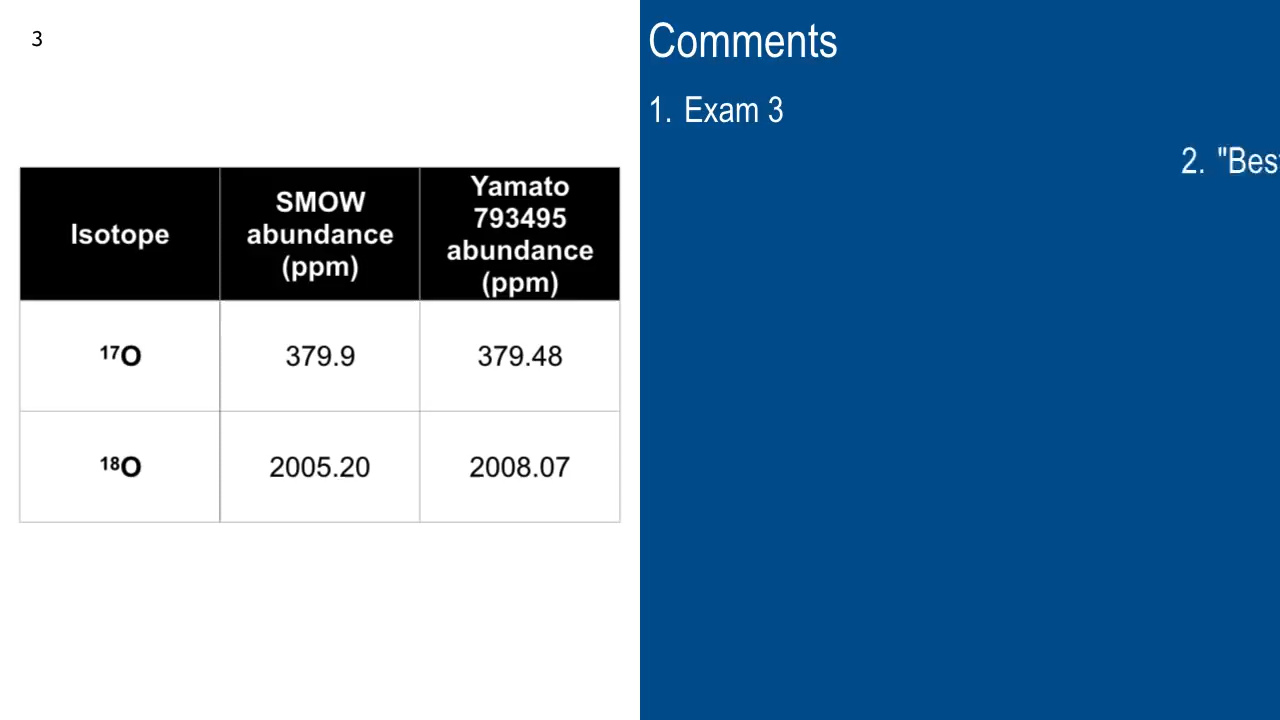 3
Isotope
SMOW
abundance
(ppm)
Yamato
793495
abundance
(ppm)
¹⁷O
379.9
379.48
¹⁸O
2005.20
2008.07
Comments
1. Exam 3
2.